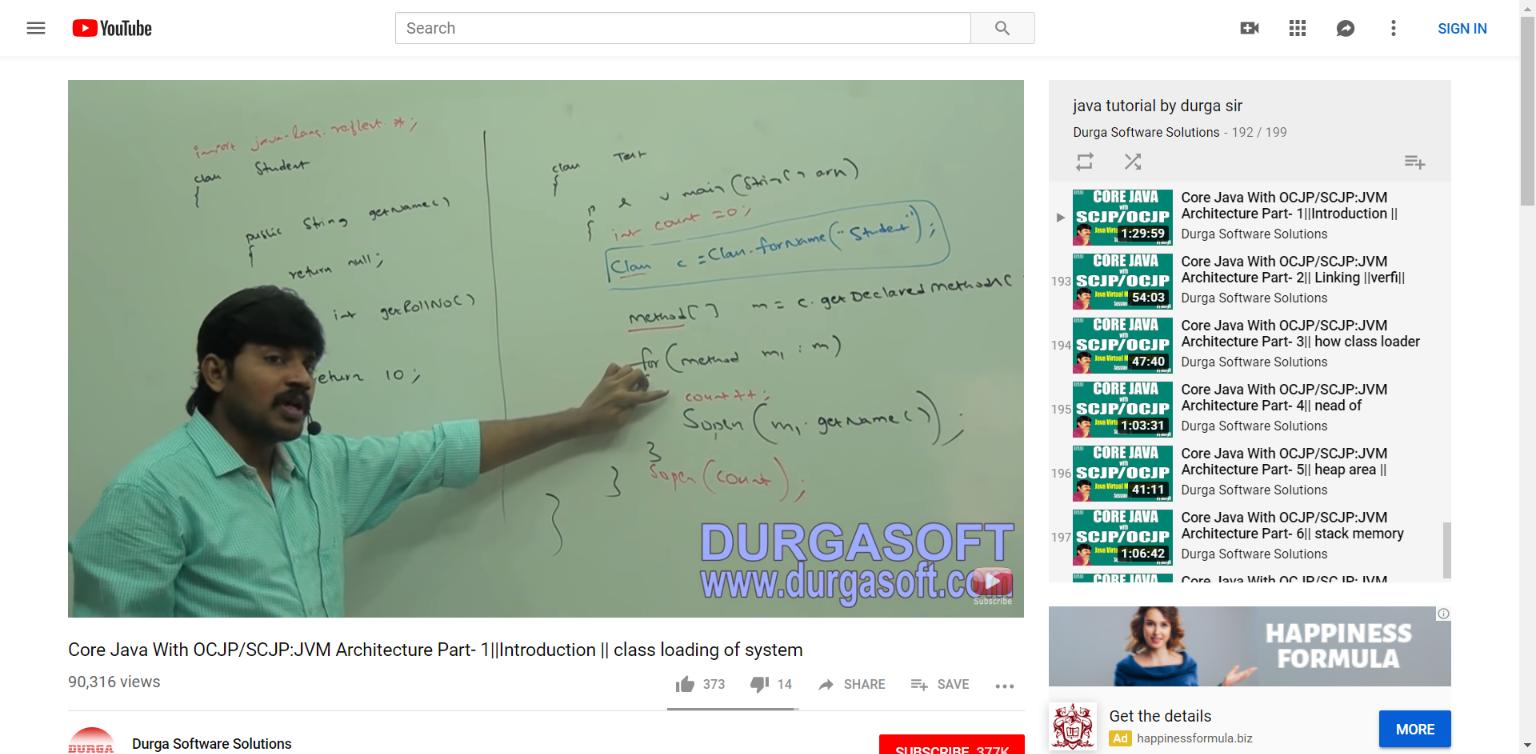 YouTube
Search
SIGN IN
import java.lang.reflect.*;
class Student
{
public String getName()
{
return null;
int getRollNo()
return 10;
class Test
{
p s v main(String[] args)
{ int count = 0;
Class c = Class.forName("Student");
method[] m = c.getDeclaredMethods(
for(method m1 : m)
count++;
Sopln(m1.getName());
}
} Sopln(count);
}
DURGASOFT
www.durgasoft.com
Subscribe
Core Java With OCJP/SCJP:JVM Architecture Part- 1||Introduction || class loading of system
90,316 views
373
14
SHARE
SAVE
DURGA
Durga Software Solutions
SUBSCRIBE 377K
java tutorial by durga sir
Durga Software Solutions - 192 / 199
CORE JAVA
with
SCJP/OCJP
1:29:59
Core Java With OCJP/SCJP:JVM
Architecture Part- 1||Introduction ||
Durga Software Solutions
193
CORE JAVA
with
SCJP/OCJP
54:03
Core Java With OCJP/SCJP:JVM
Architecture Part- 2|| Linking ||verfi||
Durga Software Solutions
194
CORE JAVA
with
SCJP/OCJP
47:40
Core Java With OCJP/SCJP:JVM
Architecture Part- 3|| how class loader
Durga Software Solutions
195
CORE JAVA
with
SCJP/OCJP
1:03:31
Core Java With OCJP/SCJP:JVM
Architecture Part- 4|| nead of
Durga Software Solutions
196
CORE JAVA
with
SCJP/OCJP
41:11
Core Java With OCJP/SCJP:JVM
Architecture Part- 5|| heap area ||
Durga Software Solutions
197
CORE JAVA
with
SCJP/OCJP
1:06:42
Core Java With OCJP/SCJP:JVM
Architecture Part- 6|| stack memory
Durga Software Solutions
CORE JAVA
Core Java With OCJP/SCJP:JVM
HAPPINESS
FORMULA
Get the details
Ad happinessformula.biz
MORE